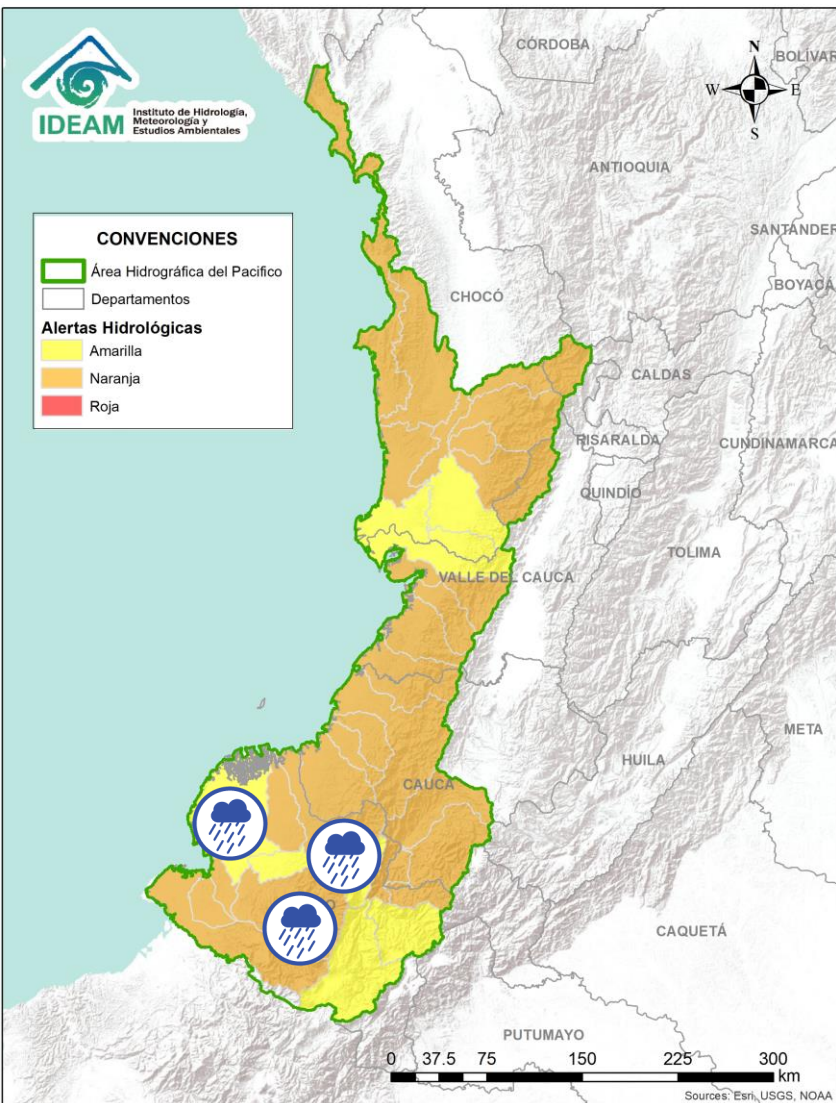 IDEAM
Instituto de Hidrología,
Meteorología y
Estudios Ambientales
CÓRDOBA
BOLÍVAR
N
W
E
S
ANTIOQUIA
CONVENCIONES
Área Hidrográfica del Pacifico
Departamentos
Alertas Hidrológicas
Amarilla
Naranja
Roja
SANTANDER
BOYACÁ
CHOCÓ
CALDAS
RISARALDA
CUNDINAMARCA
QUINDÍO
TOLIMA
VALLE DEL CAUCA
META
HUILA
CAUCA
CAQUETÁ
PUTUMAYO
0 37.5 75 150 225 300
km
Sources: Esri, USGS, NOAA